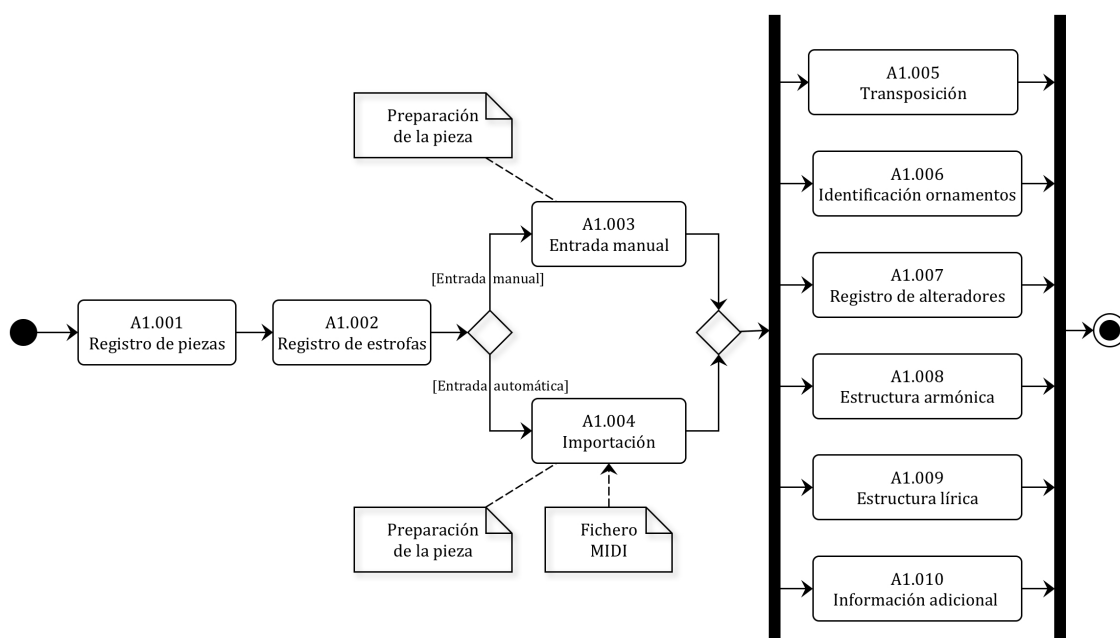 A1.001
Registro de piezas
A1.002
Registro de estrofas
[Entrada manual]
[Entrada automática]
Preparación
de la pieza
A1.003
Entrada manual
A1.004
Importación
Preparación
de la pieza
Fichero
MIDI
A1.005
Transposición
A1.006
Identificación ornamentos
A1.007
Registro de alteradores
A1.008
Estructura armónica
A1.009
Estructura lírica
A1.010
Información adicional